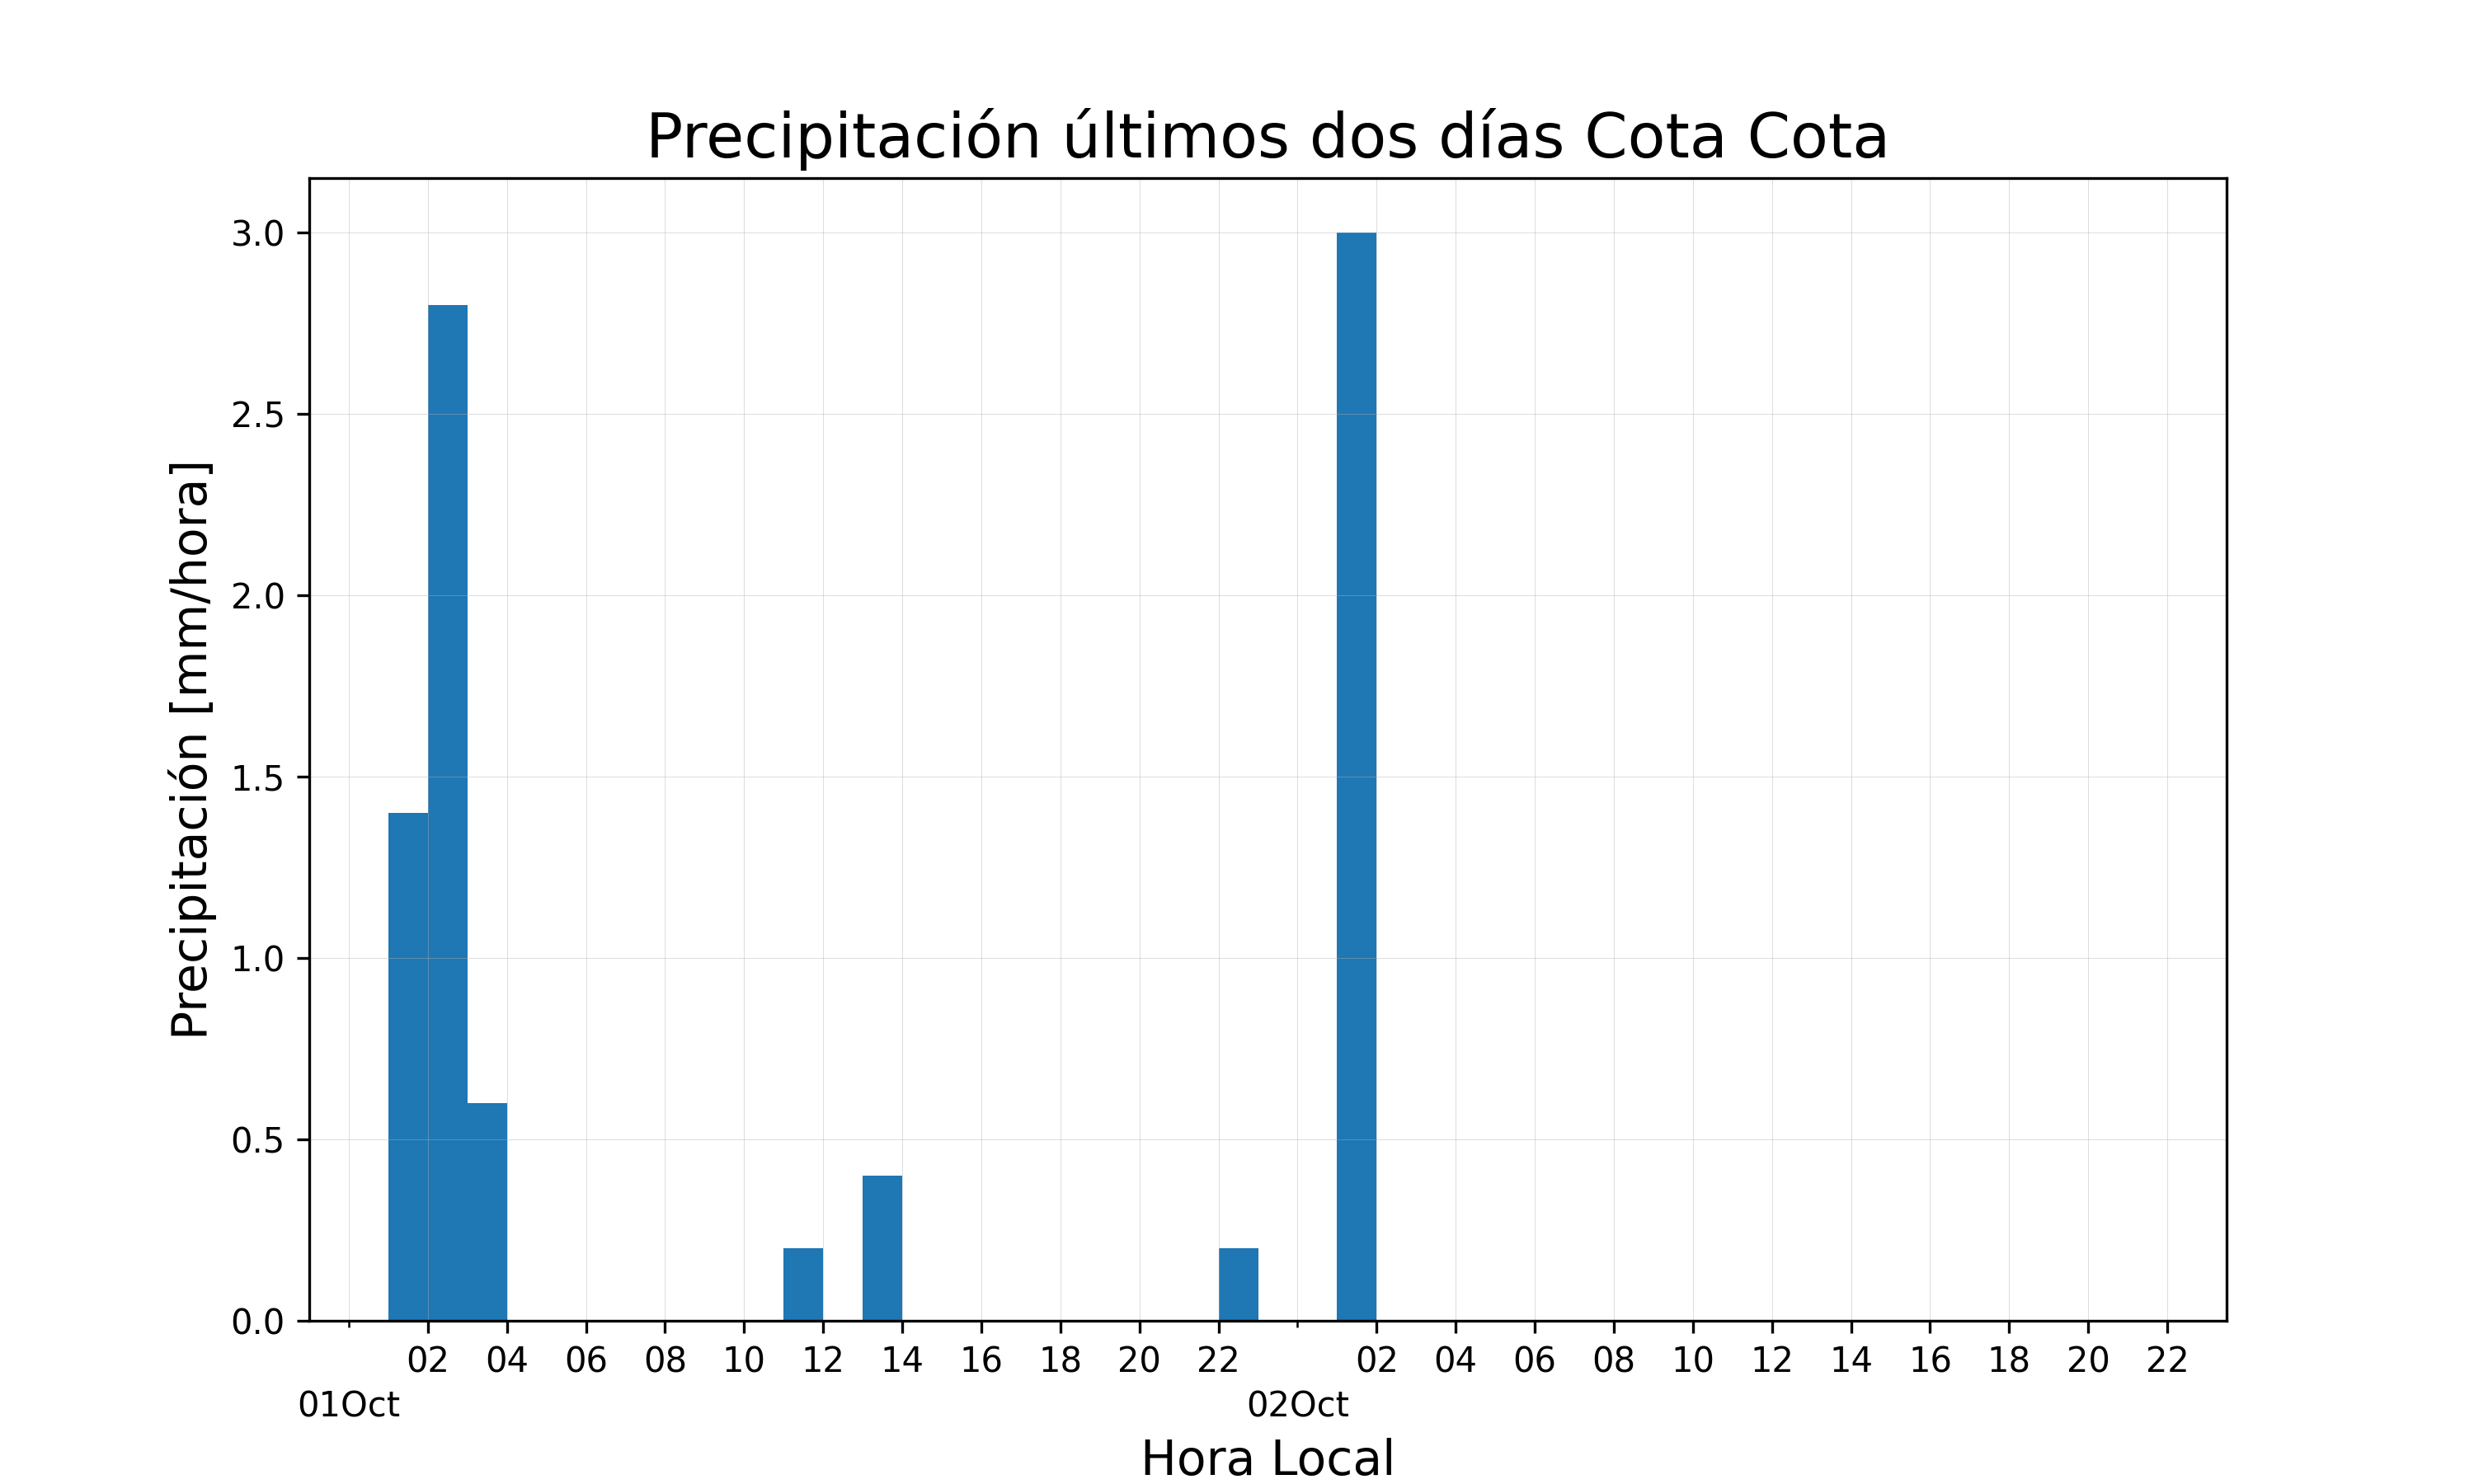 Precipitación últimos dos días Cota Cota
Precipitación [mm/hora]
3.0
2.5
2.0
1.5
1.0
0.5
0.0
02 04 06 08 10 12 14 16 18 20 22 02 04 06 08 10 12 14 16 18 20 22
01Oct 02Oct
Hora Local